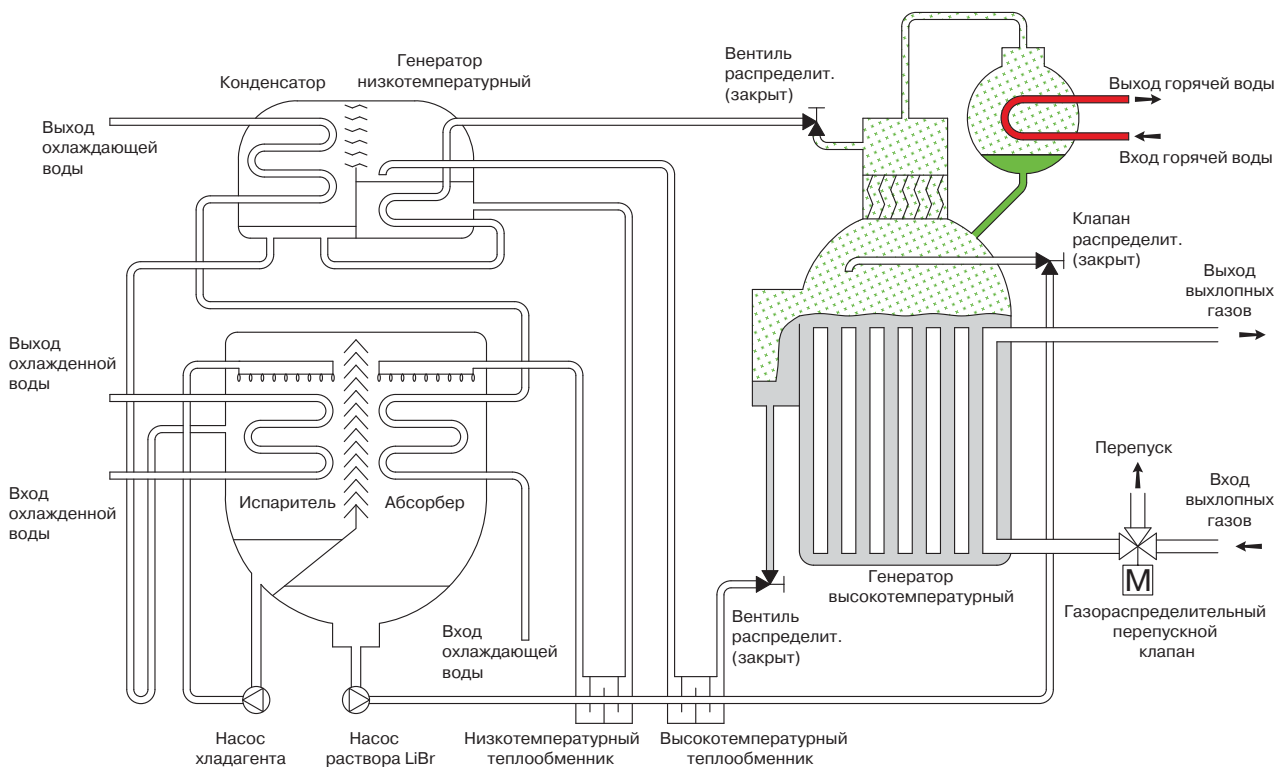 Конденсатор
Генератор
низкотемпературный
Вентиль
распределит.
(закрыт)
Выход горячей воды
Вход горячей воды
Выход
охлаждающей
воды
Клапан
распределит.
(закрыт)
Выход
выхлопных
газов
Выход
охлажденной
воды
Вход
охлажденной
воды
Испаритель
Абсорбер
Перепуск
Вход
выхлопных
газов
M
Генератор
высокотемпературный
Газораспределительный
перепускной
клапан
Вход
охлаждающей
воды
Вентиль
распределит.
(закрыт)
Насос
хладагента
Насос
раствора LiBr
Низкотемпературный
теплообменник
Высокотемпературный
теплообменник